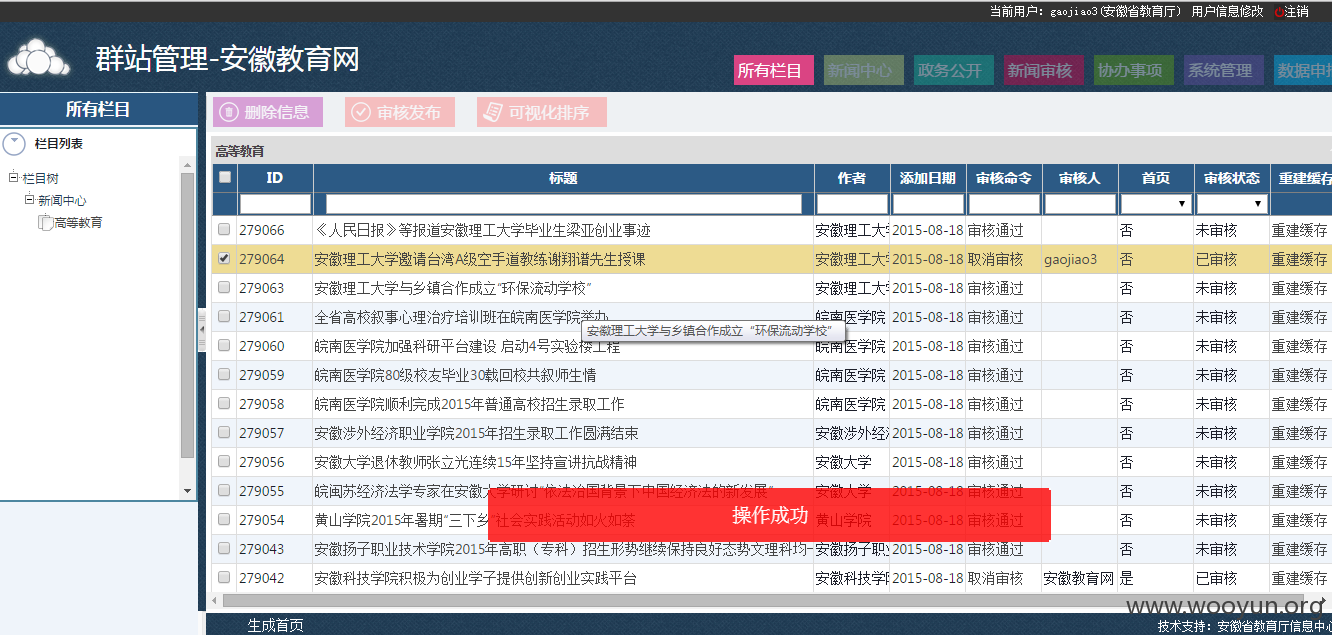 当前用户：gaojiao3(安徽省教育厅) 用户信息修改 注销
群站管理-安徽教育网
所有栏目 新闻中心 政务公开 新闻审核 协办事项 系统管理 数据申
所有栏目
删除信息 审核发布 可视化排序
栏目列表
高等教育
栏目树
新闻中心
高等教育
ID 标题 作者 添加日期 审核命令 审核人 首页 审核状态 重建缓存
279066 《人民日报》等报道安徽理工大学毕业生梁亚创业事迹 安徽理工大 2015-08-18 审核通过 否 未审核 重建缓存
279064 安徽理工大学邀请台湾A级空手道教练谢翔谱先生授课 安徽理工大 2015-08-18 取消审核 gaojiao3 否 已审核 重建缓存
279063 安徽理工大学与乡镇合作成立“环保流动学校” 安徽理工大 2015-08-18 审核通过 否 未审核 重建缓存
279061 全省高校叙事心理治疗培训班在皖南医学院举办 皖南医学院 2015-08-18 审核通过 否 未审核 重建缓存
安徽理工大学与乡镇合作成立“环保流动学校”
279060 皖南医学院加强科研平台建设 启动4号实验楼工程 皖南医学院 2015-08-18 审核通过 否 未审核 重建缓存
279059 皖南医学院80级校友毕业30载回校共叙师生情 皖南医学院 2015-08-18 审核通过 否 未审核 重建缓存
279058 皖南医学院顺利完成2015年普通高校招生录取工作 皖南医学院 2015-08-18 审核通过 否 未审核 重建缓存
279057 安徽涉外经济职业学院2015年招生录取工作圆满结束 安徽涉外经 2015-08-18 审核通过 否 未审核 重建缓存
279056 安徽大学退休教师张立光连续15年坚持宣讲抗战精神 安徽大学 2015-08-18 审核通过 否 未审核 重建缓存
279055 皖闽苏经济法学专家在安徽大学研讨“依法治国背景下中国经济法的新发展” 安徽大学 2015-08-18 审核通过 否 未审核 重建缓存
279054 黄山学院2015年暑期“三下乡”社会实践活动如火如荼 黄山学院 2015-08-18 审核通过 否 未审核 重建缓存
操作成功
279043 安徽扬子职业技术学院2015年高职（专科）招生形势继续保持良好态势文理科均 安徽扬子职 2015-08-18 审核通过 否 未审核 重建缓存
279042 安徽科技学院积极为创业学子提供创新创业实践平台 安徽科技学 2015-08-18 取消审核 安徽教育网 是 已审核 重建缓存
www.wooyun.org
生成首页
技术支持：安徽省教育厅信息中心